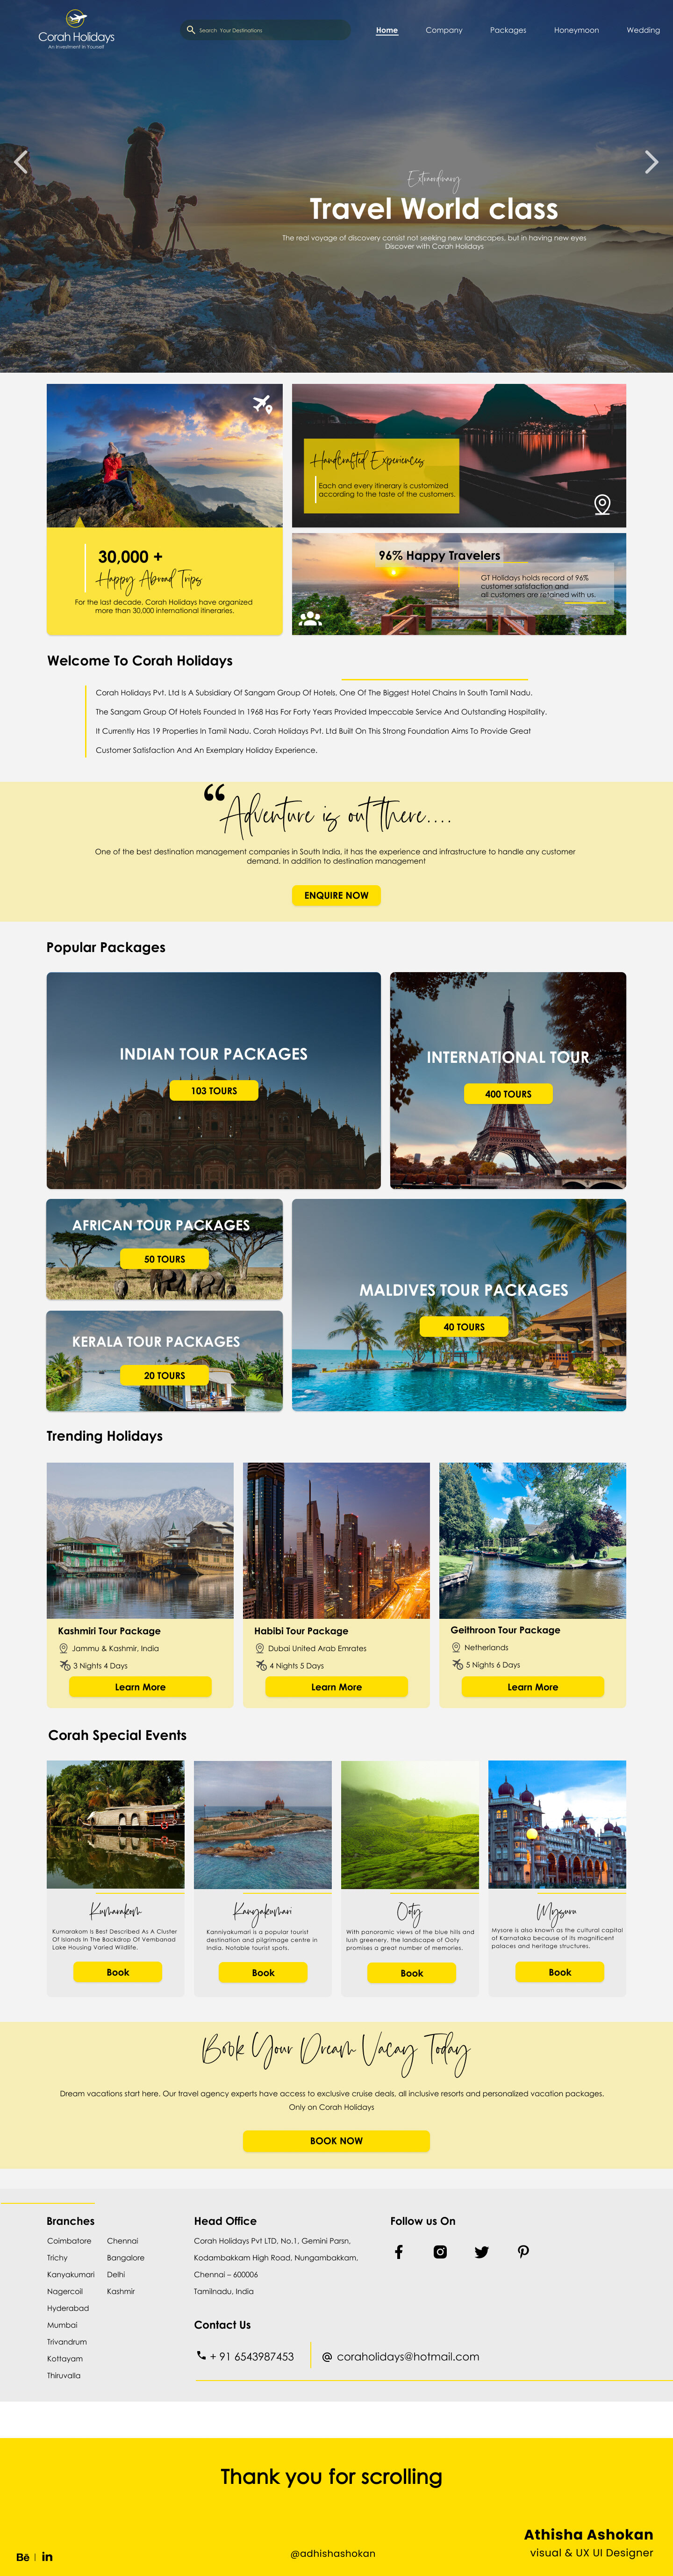 Corah Holidays
An Investment In Yourself
Search Your Destinations
Home
Company
Packages
Honeymoon
Wedding
Extraordinary
Travel World class
The real voyage of discovery consist not seeking new landscapes, but in having new eyes
Discover with Corah Holidays
30,000 +
Happy Abroad Trips
For the last decade, Corah Holidays have organized
more than 30,000 international itineraries.
Handcrafted Experiences
Each and every itinerary is customized
according to the taste of the customers.
96% Happy Travelers
GT Holidays holds record of 96%
customer satisfaction and
all customers are retained with us.
Welcome To Corah Holidays
Corah Holidays Pvt. Ltd Is A Subsidiary Of Sangam Group Of Hotels, One Of The Biggest Hotel Chains In South Tamil Nadu.
The Sangam Group Of Hotels Founded In 1968 Has For Forty Years Provided Impeccable Service And Outstanding Hospitality.
It Currently Has 19 Properties In Tamil Nadu. Corah Holidays Pvt. Ltd Built On This Strong Foundation Aims To Provide Great
Customer Satisfaction And An Exemplary Holiday Experience.
“Adventure is out there....
One of the best destination management companies in South India, it has the experience and infrastructure to handle any customer
demand. In addition to destination management
ENQUIRE NOW
Popular Packages
INDIAN TOUR PACKAGES
103 TOURS
INTERNATIONAL TOUR
400 TOURS
AFRICAN TOUR PACKAGES
50 TOURS
KERALA TOUR PACKAGES
20 TOURS
MALDIVES TOUR PACKAGES
40 TOURS
Trending Holidays
Kashmiri Tour Package
Jammu & Kashmir, India
3 Nights 4 Days
Learn More
Habibi Tour Package
Dubai United Arab Emrates
4 Nights 5 Days
Learn More
Geithroon Tour Package
Netherlands
5 Nights 6 Days
Learn More
Corah Special Events
Kumarakom
Kumarakom Is Best Described As A Cluster
Of Islands In The Backdrop Of Vembanad
Lake Housing Varied Wildlife.
Book
Kanyakumari
Kanniyakumari is a popular tourist
destination and pilgrimage centre in
India. Notable tourist spots.
Book
Ooty
With panoramic views of the blue hills and
lush greenery, the landscape of Ooty
promises a great number of memories.
Book
Mysuru
Mysore is also known as the cultural capital
of Karnataka because of its magnificent
palaces and heritage structures.
Book
Book Your Dream Vacay Today
Dream vacations start here. Our travel agency experts have access to exclusive cruise deals, all inclusive resorts and personalized vacation packages.
Only on Corah Holidays
BOOK NOW
Branches
Coimbatore
Trichy
Kanyakumari
Nagercoil
Hyderabad
Mumbai
Trivandrum
Kottayam
Thiruvalla
Chennai
Bangalore
Delhi
Kashmir
Head Office
Corah Holidays Pvt LTD, No.1, Gemini Parsn,
Kodambakkam High Road, Nungambakkam,
Chennai – 600006
Tamilnadu, India
Follow us On
Contact Us
+ 91 6543987453
@ coraholidays@hotmail.com
Thank you for scrolling
Athisha Ashokan
visual & UX UI Designer
@adhishashokan
Bē | in